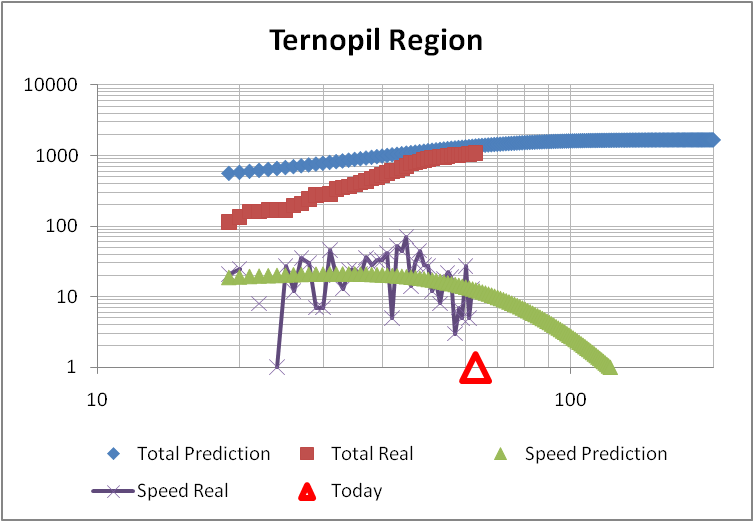 Ternopil Region
10000
1000
100
10
1
10 100
Total Prediction Total Real Speed Prediction
Speed Real Today